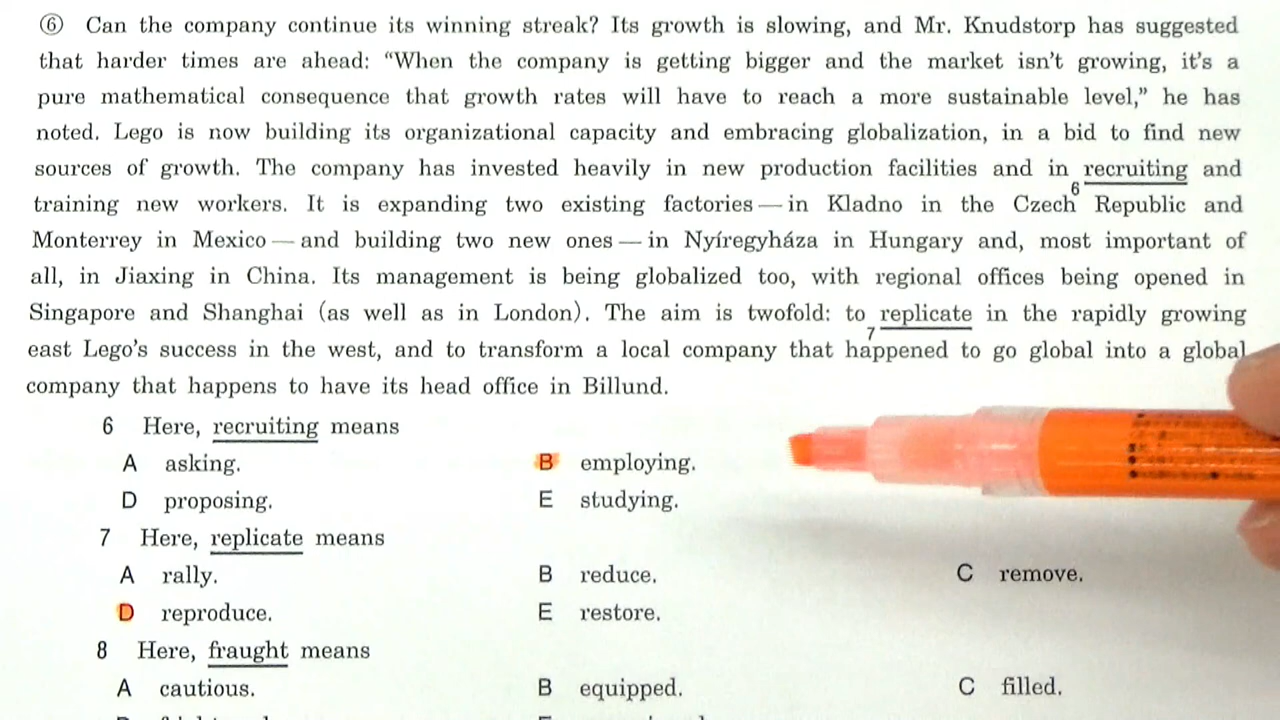 ⑥ Can the company continue its winning streak? Its growth is slowing, and Mr. Knudstorp has suggested
that harder times are ahead: “When the company is getting bigger and the market isn’t growing, it’s a
pure mathematical consequence that growth rates will have to reach a more sustainable level,” he has
noted. Lego is now building its organizational capacity and embracing globalization, in a bid to find new
sources of growth. The company has invested heavily in new production facilities and in recruiting and
6
training new workers. It is expanding two existing factories — in Kladno in the Czech Republic and
Monterrey in Mexico — and building two new ones — in Nyíregyháza in Hungary and, most important of
all, in Jiaxing in China. Its management is being globalized too, with regional offices being opened in
Singapore and Shanghai (as well as in London). The aim is twofold: to replicate in the rapidly growing
7
east Lego’s success in the west, and to transform a local company that happened to go global into a global
company that happens to have its head office in Billund.
6 Here, recruiting means
A asking. B employing.
D proposing. E studying.
7 Here, replicate means
A rally. B reduce. C remove.
D reproduce. E restore.
8 Here, fraught means
A cautious. B equipped. C filled.